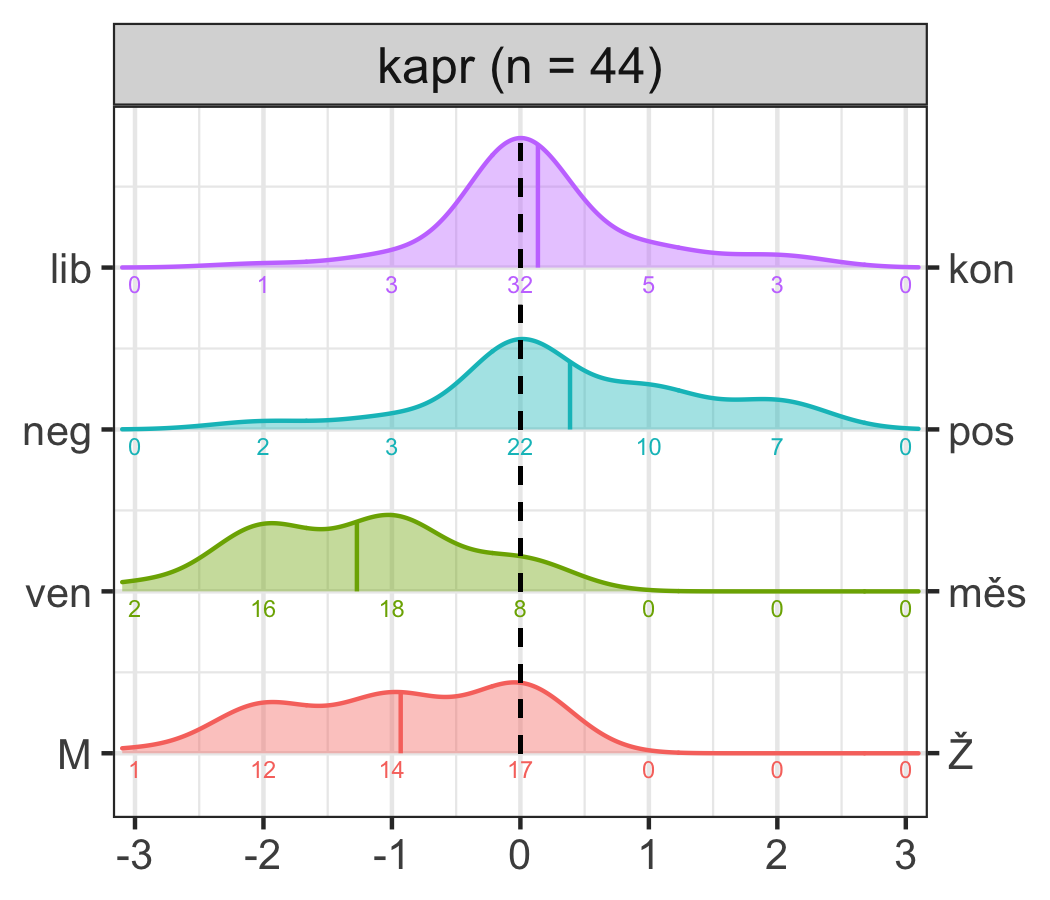 kapr (n = 44)
lib kon
0 1 3 32 5 3 0
neg pos
0 2 3 22 10 7 0
ven měs
2 16 18 8 0 0 0
M Ž
1 12 14 17 0 0 0
-3 -2 -1 0 1 2 3